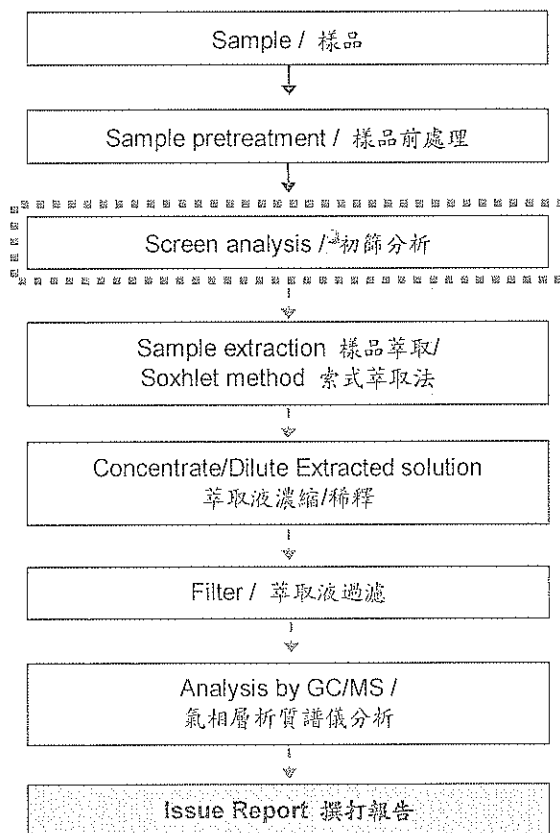 Sample / 樣品
Sample pretreatment / 樣品前處理
Screen analysis / 初篩分析
Sample extraction 樣品萃取/
Soxhlet method 索式萃取法
Concentrate/Dilute Extracted solution
萃取液濃縮/稀釋
Filter / 萃取液過濾
Analysis by GC/MS /
氣相層析質譜儀分析
Issue Report 撰打報告